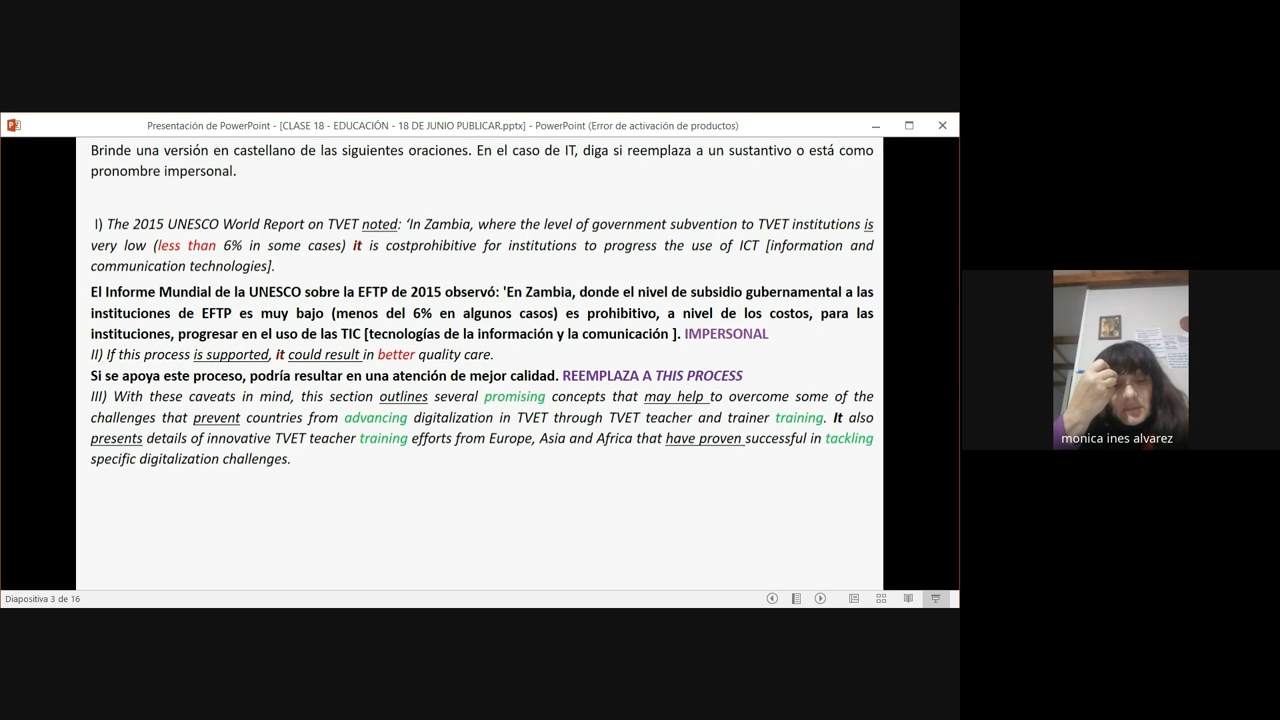 Presentación de PowerPoint - [CLASE 18 - EDUCACIÓN - 18 DE JUNIO PUBLICAR.pptx] - PowerPoint (Error de activación de productos)
Brinde una versión en castellano de las siguientes oraciones. En el caso de IT, diga si reemplaza a un sustantivo o está como
pronombre impersonal.
I) The 2015 UNESCO World Report on TVET noted: ‘In Zambia, where the level of government subvention to TVET institutions is
very low (less than 6% in some cases) it is costprohibitive for institutions to progress the use of ICT [information and
communication technologies].
El Informe Mundial de la UNESCO sobre la EFTP de 2015 observó: 'En Zambia, donde el nivel de subsidio gubernamental a las
instituciones de EFTP es muy bajo (menos del 6% en algunos casos) es prohibitivo, a nivel de los costos, para las
instituciones, progresar en el uso de las TIC [tecnologías de la información y la comunicación ]. IMPERSONAL
II) If this process is supported, it could result in better quality care.
Si se apoya este proceso, podría resultar en una atención de mejor calidad. REEMPLAZA A THIS PROCESS
III) With these caveats in mind, this section outlines several promising concepts that may help to overcome some of the
challenges that prevent countries from advancing digitalization in TVET through TVET teacher and trainer training. It also
presents details of innovative TVET teacher training efforts from Europe, Asia and Africa that have proven successful in tackling
specific digitalization challenges.
monica ines alvarez
Diapositiva 3 de 16